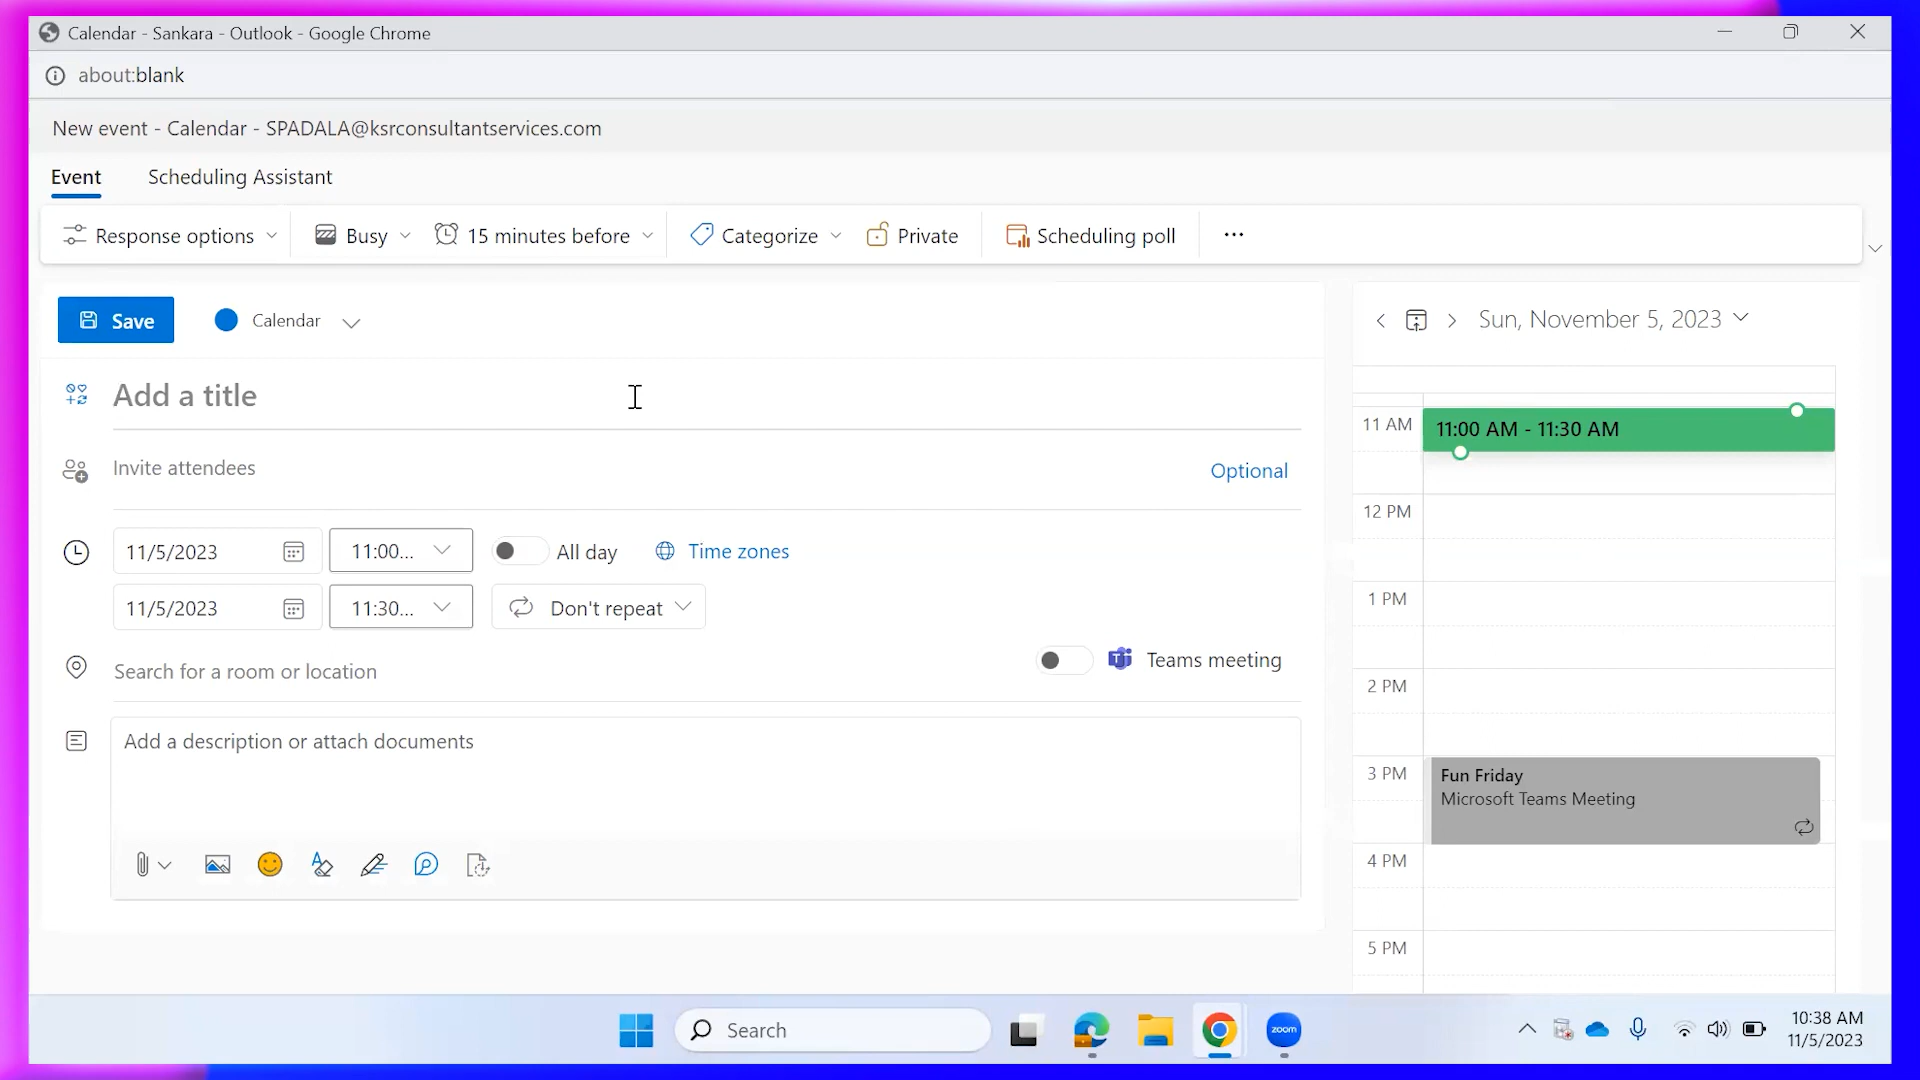 Calendar - Sankara - Outlook - Google Chrome
about:blank
New event - Calendar - SPADALA@ksrconsultantservices.com
Event Scheduling Assistant
Response options Busy 15 minutes before Categorize Private Scheduling poll ...
Save Calendar
Sun, November 5, 2023
Add a title
11 AM 11:00 AM - 11:30 AM
Invite attendees Optional
12 PM
11/5/2023 11:00... All day Time zones
1 PM
11/5/2023 11:30... Don't repeat
Search for a room or location Teams meeting
2 PM
Add a description or attach documents
3 PM Fun Friday
Microsoft Teams Meeting
4 PM
5 PM
Search zoom
10:38 AM
11/5/2023